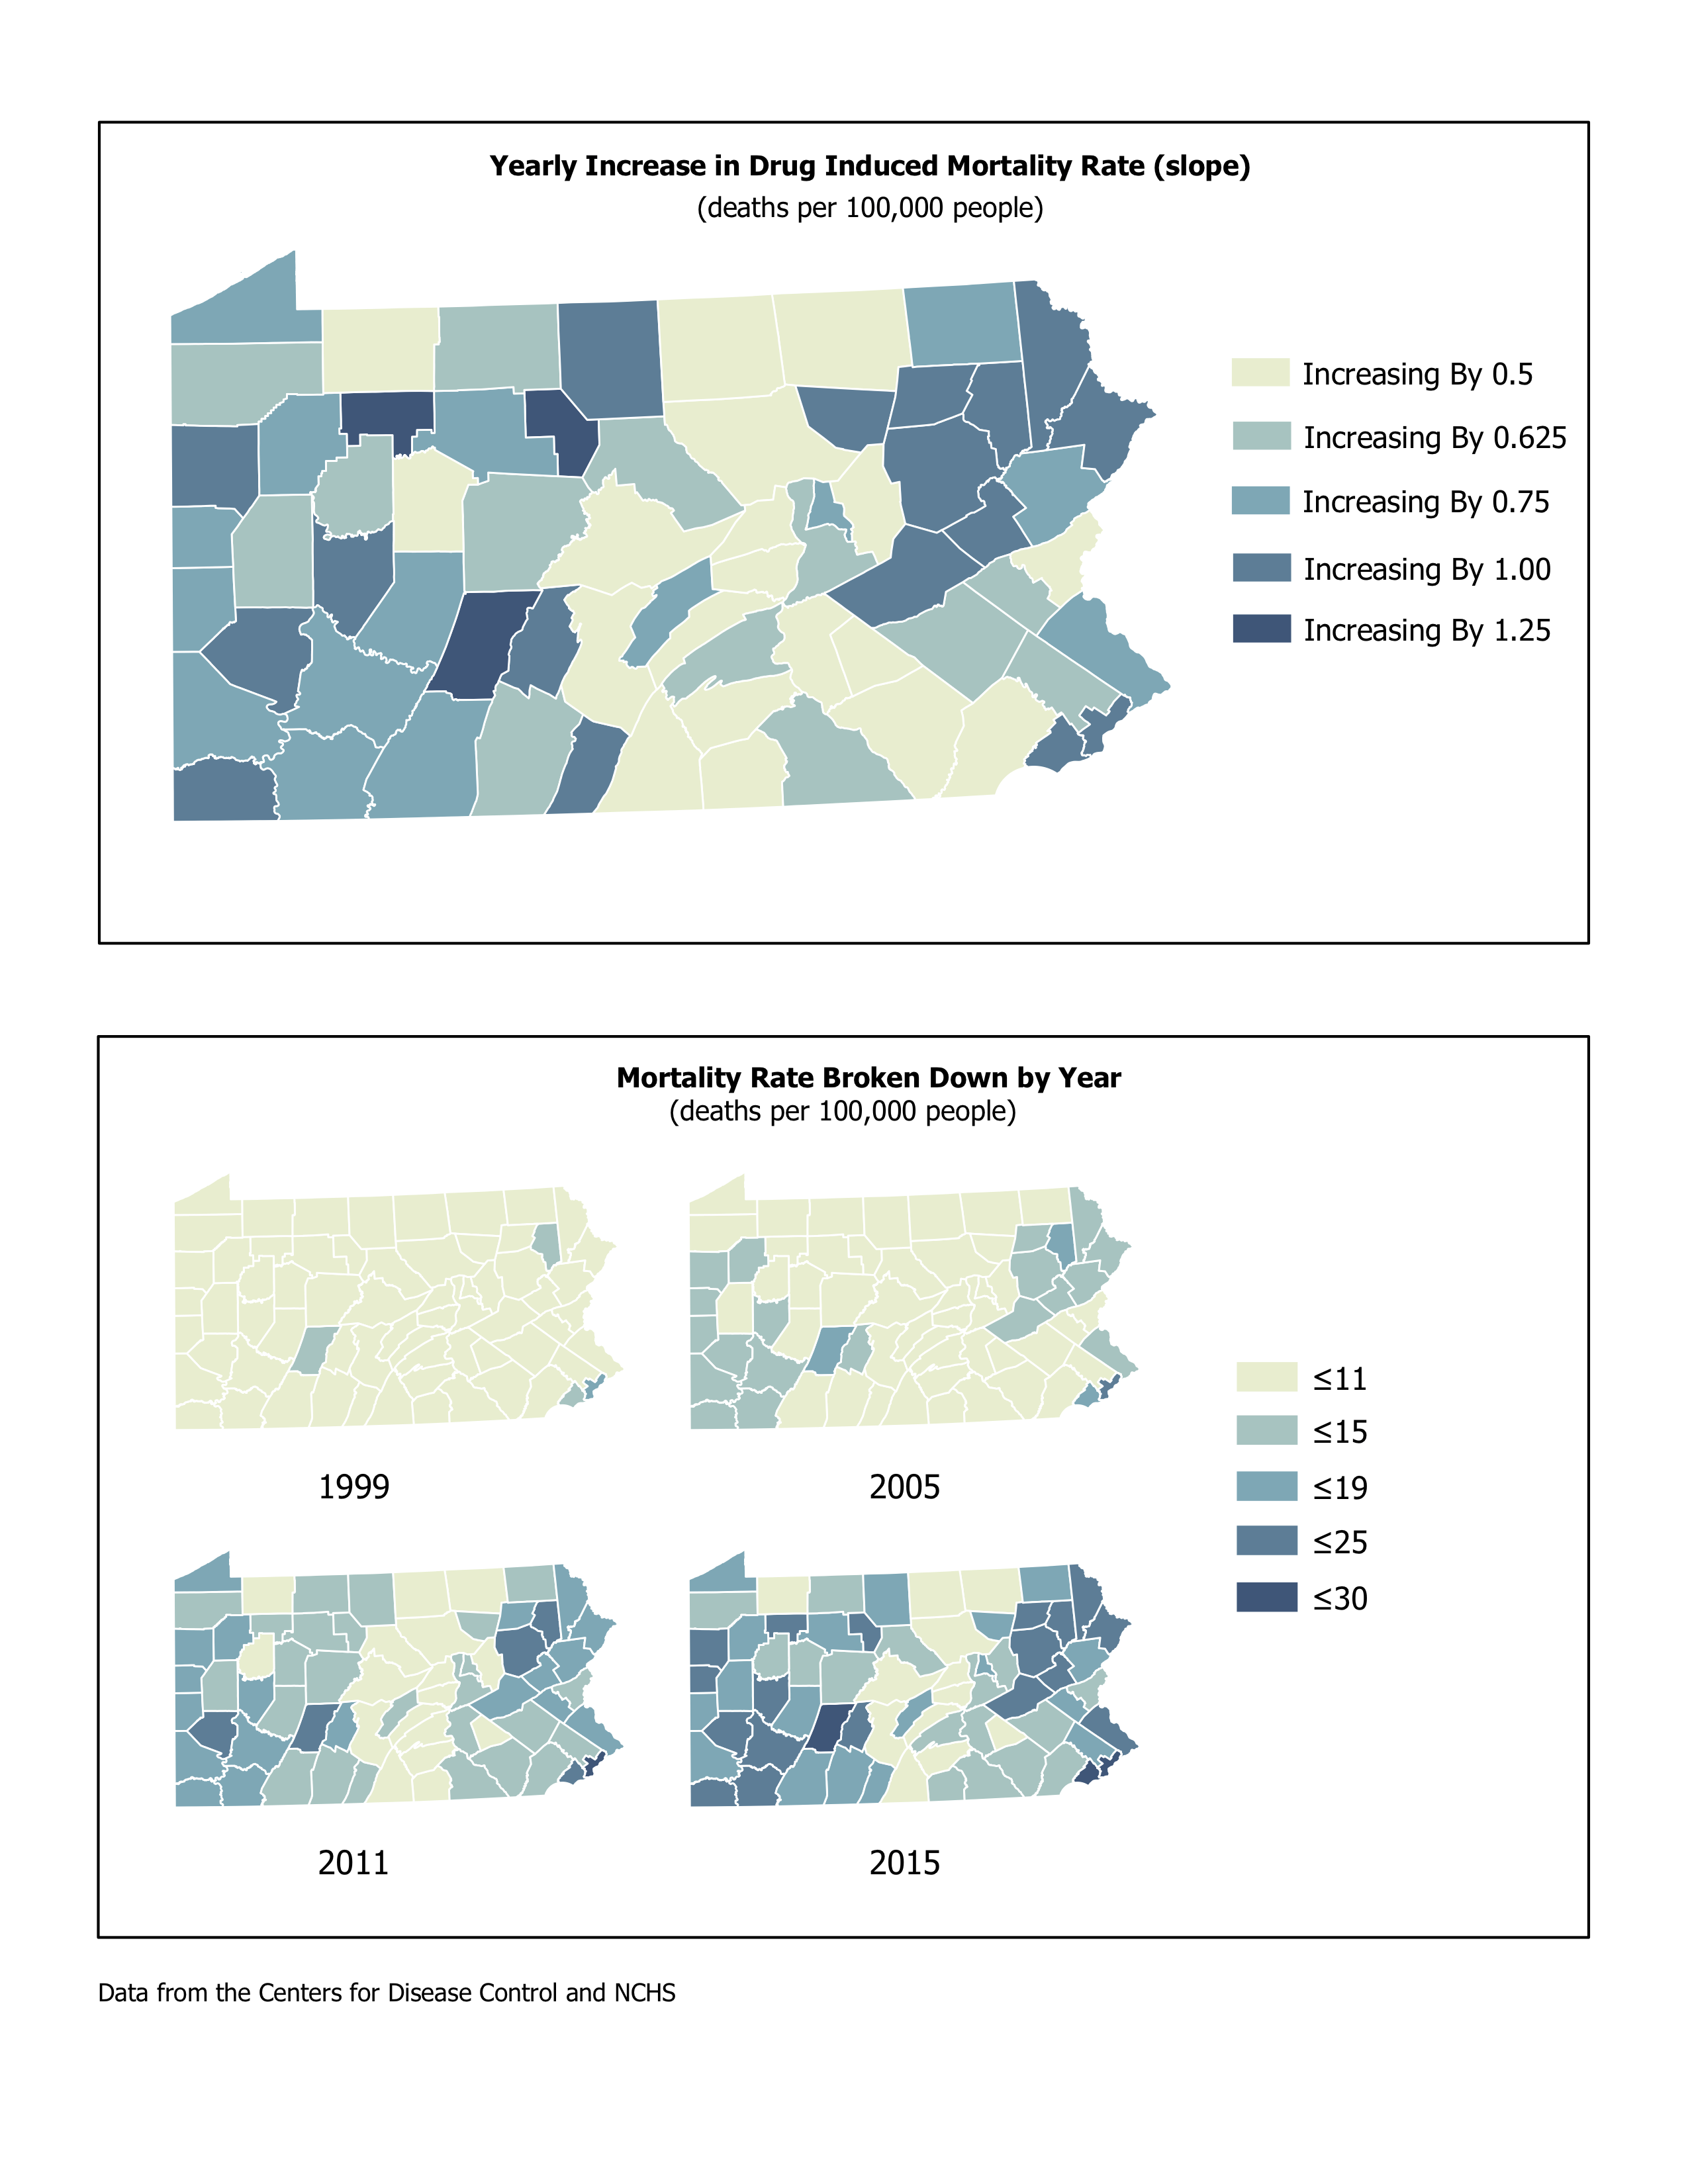 Yearly Increase in Drug Induced Mortality Rate (slope)
(deaths per 100,000 people)
Increasing By 0.5
Increasing By 0.625
Increasing By 0.75
Increasing By 1.00
Increasing By 1.25
Mortality Rate Broken Down by Year
(deaths per 100,000 people)
1999
2005
≤11
≤15
≤19
≤25
≤30
2011
2015
Data from the Centers for Disease Control and NCHS